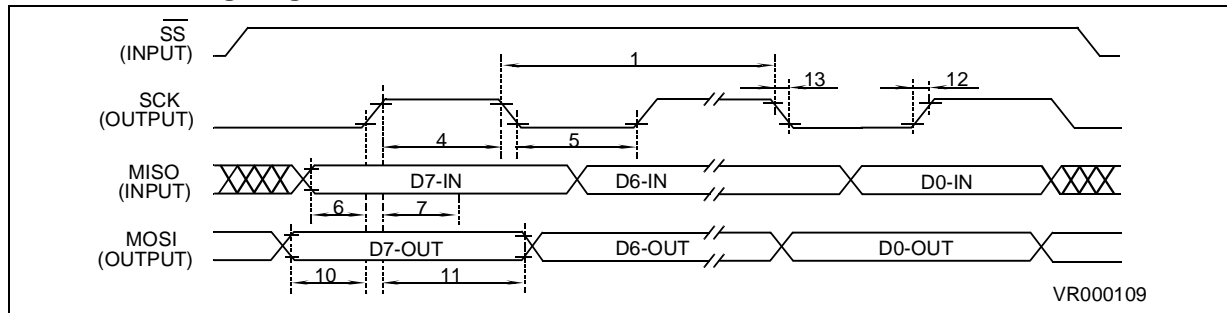 SS
(INPUT)
1
13
12
SCK
(OUTPUT)
4
5
MISO
(INPUT)
D7-IN
D6-IN
D0-IN
6
7
MOSI
(OUTPUT)
D7-OUT
D6-OUT
D0-OUT
10
11
VR000109